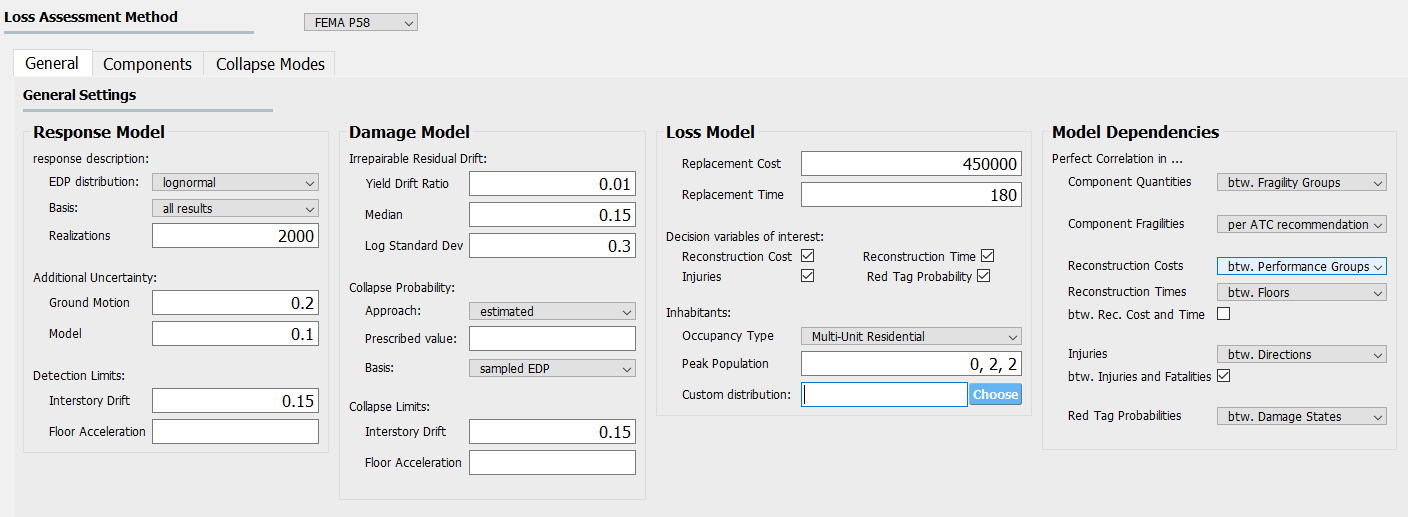 Loss Assessment Method
FEMA P58
General
Components
Collapse Modes
General Settings
Response Model
response description:
EDP distribution: lognormal
Basis: all results
Realizations 2000
Additional Uncertainty:
Ground Motion 0.2
Model 0.1
Detection Limits:
Interstory Drift 0.15
Floor Acceleration
Damage Model
Irrepairable Residual Drift:
Yield Drift Ratio 0.01
Median 0.15
Log Standard Dev 0.3
Collapse Probability:
Approach: estimated
Prescribed value:
Basis: sampled EDP
Collapse Limits:
Interstory Drift 0.15
Floor Acceleration
Loss Model
Replacement Cost 450000
Replacement Time 180
Decision variables of interest:
Reconstruction Cost Reconstruction Time
Injuries Red Tag Probability
Inhabitants:
Occupancy Type Multi-Unit Residential
Peak Population 0, 2, 2
Custom distribution: Choose
Model Dependencies
Perfect Correlation in ...
Component Quantities btw. Fragility Groups
Component Fragilities per ATC recommendation
Reconstruction Costs btw. Performance Groups
Reconstruction Times btw. Floors
btw. Rec. Cost and Time
Injuries btw. Directions
btw. Injuries and Fatalities
Red Tag Probabilities btw. Damage States